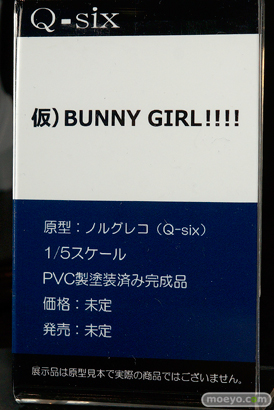 Q-six
仮）BUNNY GIRL!!!!
原型：ノルグレコ（Q-six）
1/5スケール
PVC製塗装済み完成品
価格：未定
発売：未定
展示品は原型見本で実際の商品ではございません。
moeyo.com